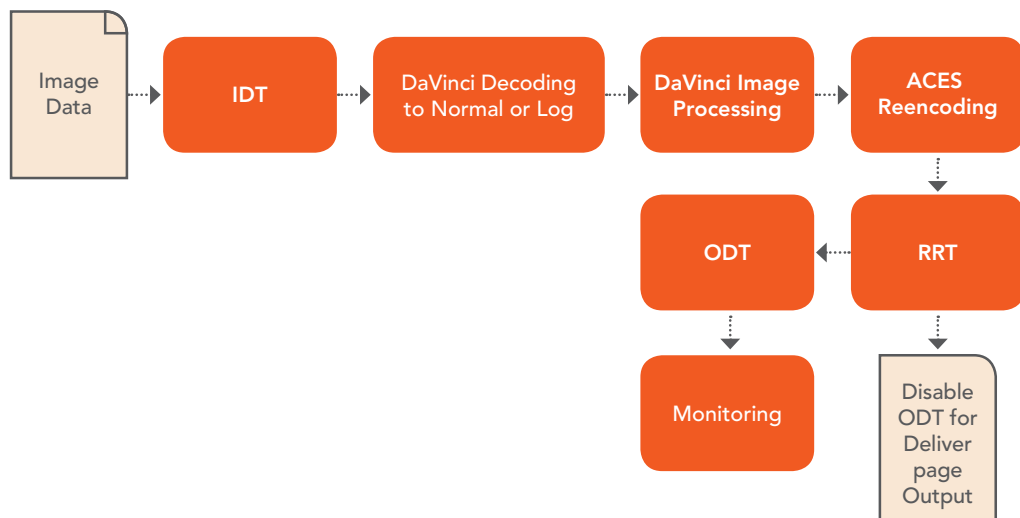 Image
Data
IDT
DaVinci Decoding
to Normal or Log
DaVinci Image
Processing
ACES
Reencoding
ODT
RRT
Monitoring
Disable
ODT for
Deliver
page
Output